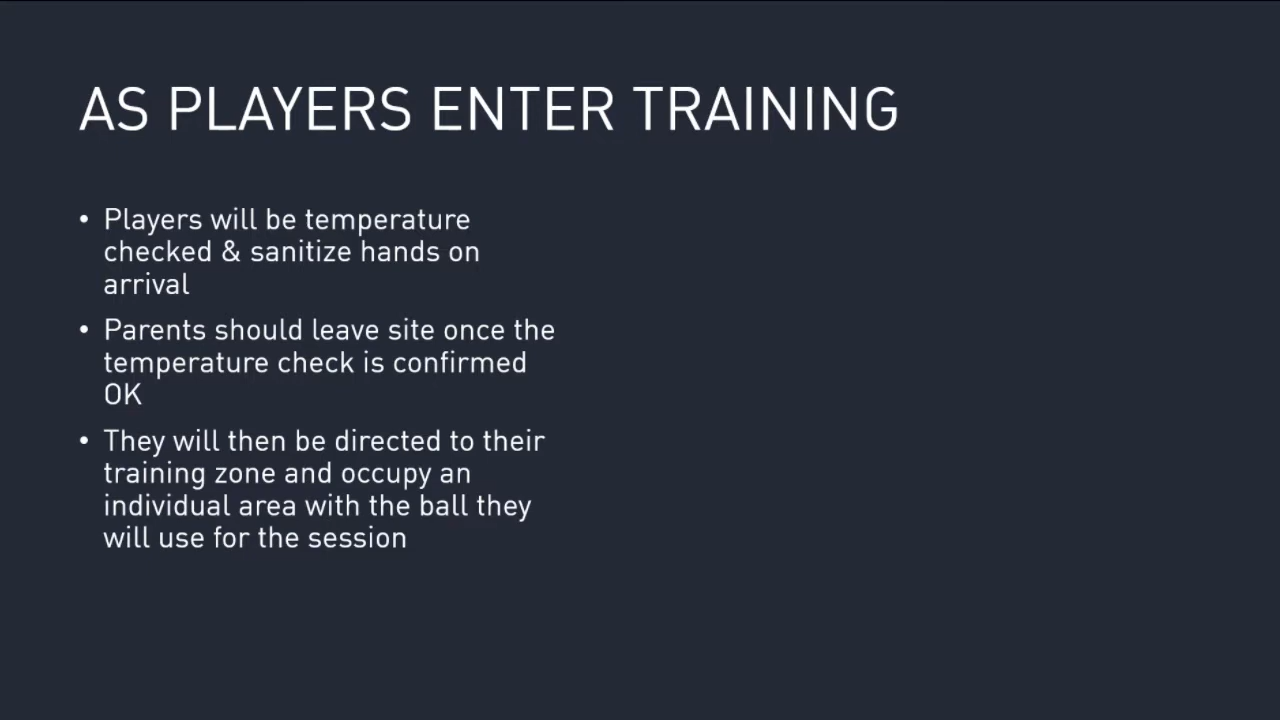 AS PLAYERS ENTER TRAINING
• Players will be temperature
checked & sanitize hands on
arrival
• Parents should leave site once the
temperature check is confirmed
OK
• They will then be directed to their
training zone and occupy an
individual area with the ball they
will use for the session